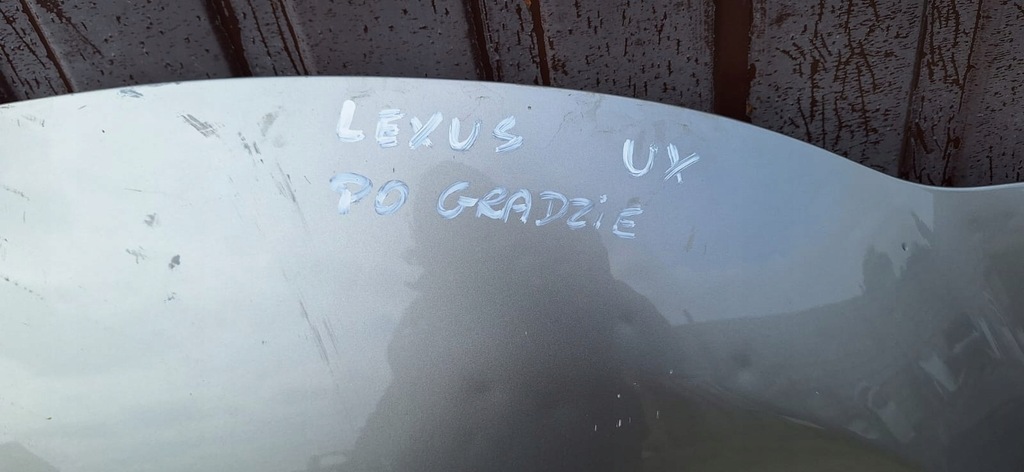 LEXUS UX
PO GRADZiE